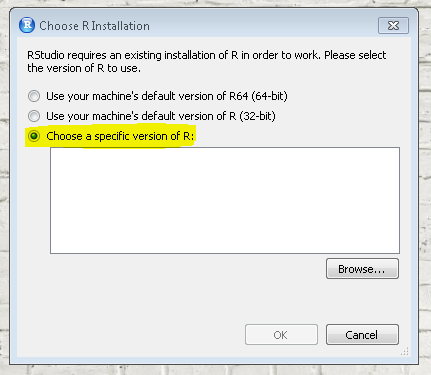 Choose R Installation
RStudio requires an existing installation of R in order to work. Please select
the version of R to use.
Use your machine's default version of R64 (64-bit)
Use your machine's default version of R (32-bit)
Choose a specific version of R:
Browse...
OK
Cancel